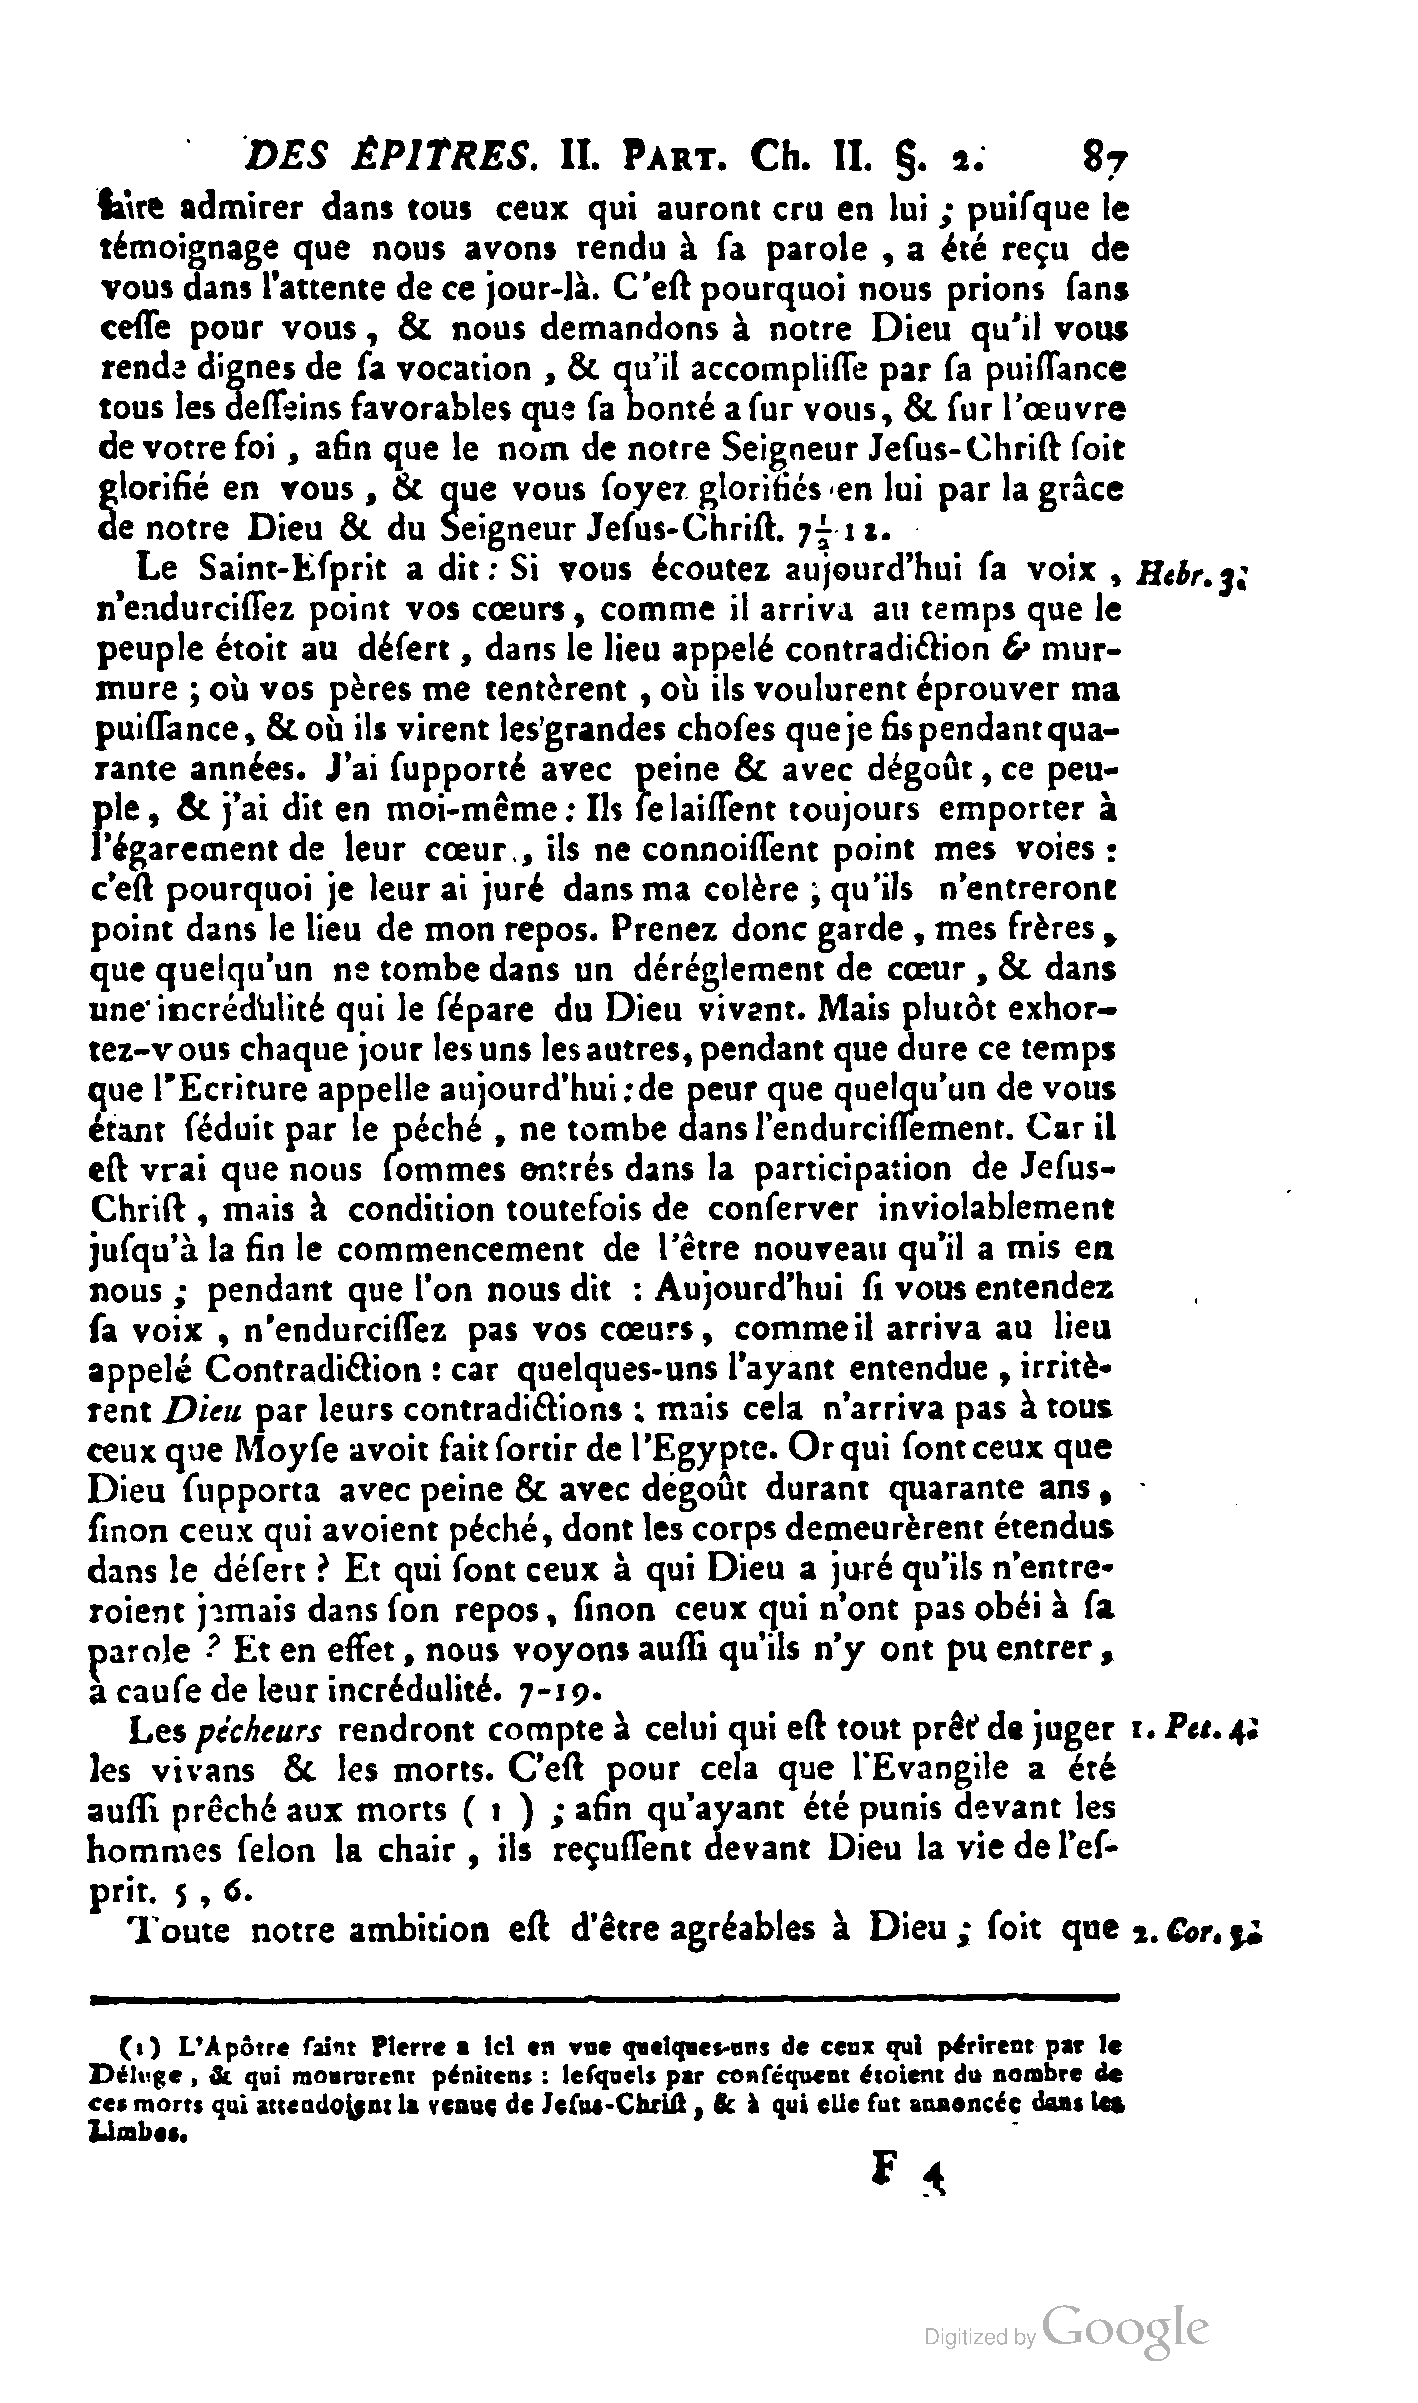 DES ÉPITRES. II. PART. Ch. II. §. 2. 87
faire admirer dans tous ceux qui auront cru en lui ; puiſque le
témoignage que nous avons rendu à ſa parole , a été reçu de
vous dans l'attente de ce jour-là. C'eſt pourquoi nous prions ſans
ceſſe pour vous , & nous demandons à notre Dieu qu'il vous
rende dignes de ſa vocation , & qu'il accompliſſe par ſa puiſſance
tous les deſſeins favorables que ſa bonté a ſur vous, & ſur l'œuvre
de votre foi , afin que le nom de notre Seigneur Jeſus-Chriſt ſoit
glorifié en vous , & que vous ſoyez glorifiés en lui par la grâce
de notre Dieu & du Seigneur Jeſus-Chriſt. 7½-12.
Le Saint-Eſprit a dit : Si vous écoutez aujourd'hui ſa voix , Hebr. 3.
n'endurciſſez point vos cœurs, comme il arriva au temps que le
peuple étoit au déſert , dans le lieu appelé contradiction & mur-
mure ; où vos pères me tentèrent , où ils voulurent éprouver ma
puiſſance, & où ils virent les grandes choſes que je fis pendant qua-
rante années. J'ai ſupporté avec peine & avec dégoût, ce peu-
ple, & j'ai dit en moi-même : Ils ſe laiſſent toujours emporter à
l'égarement de leur cœur , ils ne connoiſſent point mes voies :
c'eſt pourquoi je leur ai juré dans ma colère ; qu'ils n'entreront
point dans le lieu de mon repos. Prenez donc garde , mes frères ,
que quelqu'un ne tombe dans un déréglement de cœur , & dans
une incrédulité qui le ſépare du Dieu vivant. Mais plutôt exhor-
tez-vous chaque jour les uns les autres, pendant que dure ce temps
que l'Ecriture appelle aujourd'hui : de peur que quelqu'un de vous
étant ſéduit par le péché , ne tombe dans l'endurciſſement. Car il
eſt vrai que nous ſommes entrés dans la participation de Jeſus-
Chriſt , mais à condition toutefois de conſerver inviolablement
juſqu'à la fin le commencement de l'être nouveau qu'il a mis en
nous ; pendant que l'on nous dit : Aujourd'hui ſi vous entendez
ſa voix , n'endurciſſez pas vos cœurs, comme il arriva au lieu
appelé Contradiction : car quelques-uns l'ayant entendue , irritè-
rent Dieu par leurs contradictions ; mais cela n'arriva pas à tous
ceux que Moyſe avoit fait ſortir de l'Egypte. Or qui ſont ceux que
Dieu ſupporta avec peine & avec dégoût durant quarante ans ,
ſinon ceux qui avoient péché, dont les corps demeurèrent étendus
dans le déſert ? Et qui ſont ceux à qui Dieu a juré qu'ils n'entre-
roient jamais dans ſon repos, ſinon ceux qui n'ont pas obéi à ſa
parole ? Et en effet , nous voyons auſſi qu'ils n'y ont pu entrer ,
à cauſe de leur incrédulité. 7-19.
Les pécheurs rendront compte à celui qui eſt tout prêt de juger 1. Pet. 4.
les vivans & les morts. C'eſt pour cela que l'Evangile a été
auſſi prêché aux morts ( 1 ) ; afin qu'ayant été punis devant les
hommes ſelon la chair , ils reçuſſent devant Dieu la vie de l'eſ-
prit. 5 , 6.
Toute notre ambition eſt d'être agréables à Dieu ; ſoit que 2. Cor. 5.
(1) L'Apôtre ſaint Pierre a ici en vue quelques-uns de ceux qui périrent par le
Déluge , & qui moururent pénitens : leſquels par conſéquent étoient du nombre de
ces morts qui attendoient la venue de Jeſus-Chriſt , & à qui elle fut annoncée dans les
Limbes.
F 4
Digitized by Google